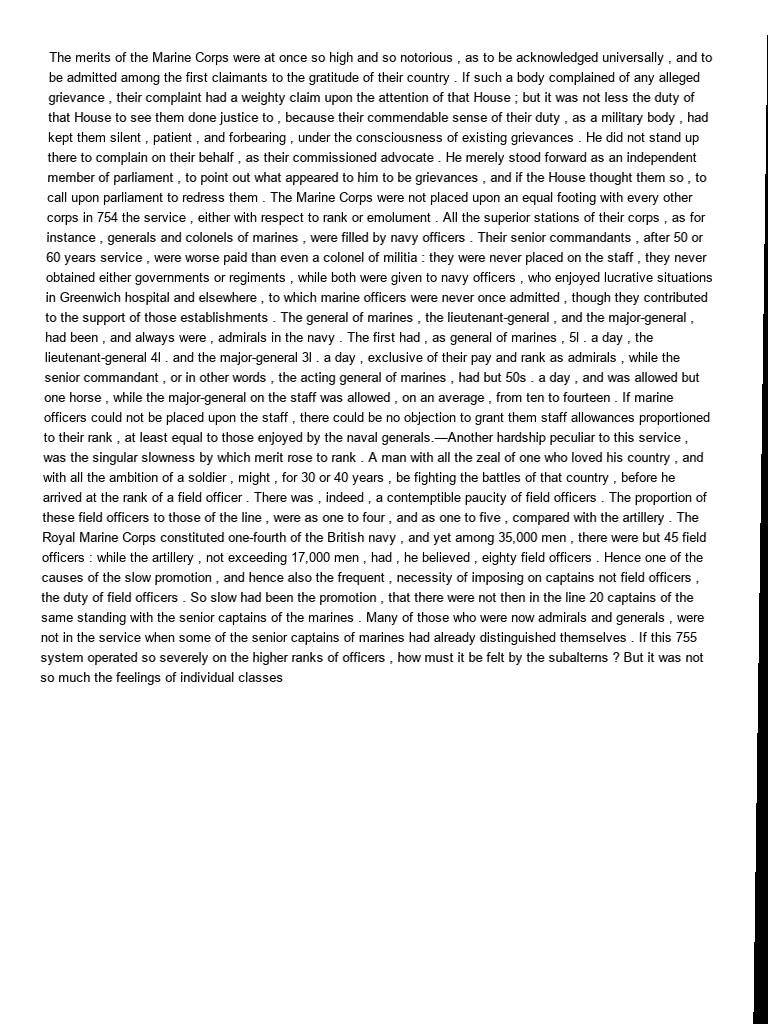 The merits of the Marine Corps were at once so high and so notorious , as to be acknowledged universally , and to
be admitted among the first claimants to the gratitude of their country . If such a body complained of any alleged
grievance , their complaint had a weighty claim upon the attention of that House ; but it was not less the duty of
that House to see them done justice to , because their commendable sense of their duty , as a military body , had
kept them silent , patient , and forbearing , under the consciousness of existing grievances . He did not stand up
there to complain on their behalf , as their commissioned advocate . He merely stood forward as an independent
member of parliament , to point out what appeared to him to be grievances , and if the House thought them so , to
call upon parliament to redress them . The Marine Corps were not placed upon an equal footing with every other
corps in 754 the service , either with respect to rank or emolument . All the superior stations of their corps , as for
instance , generals and colonels of marines , were filled by navy officers . Their senior commandants , after 50 or
60 years service , were worse paid than even a colonel of militia : they were never placed on the staff , they never
obtained either governments or regiments , while both were given to navy officers , who enjoyed lucrative situations
in Greenwich hospital and elsewhere , to which marine officers were never once admitted , though they contributed
to the support of those establishments . The general of marines , the lieutenant-general , and the major-general ,
had been , and always were , admirals in the navy . The first had , as general of marines , 5l . a day , the
lieutenant-general 4l . and the major-general 3l . a day , exclusive of their pay and rank as admirals , while the
senior commandant , or in other words , the acting general of marines , had but 50s . a day , and was allowed but
one horse , while the major-general on the staff was allowed , on an average , from ten to fourteen . If marine
officers could not be placed upon the staff , there could be no objection to grant them staff allowances proportioned
to their rank , at least equal to those enjoyed by the naval generals.—Another hardship peculiar to this service ,
was the singular slowness by which merit rose to rank . A man with all the zeal of one who loved his country , and
with all the ambition of a soldier , might , for 30 or 40 years , be fighting the battles of that country , before he
arrived at the rank of a field officer . There was , indeed , a contemptible paucity of field officers . The proportion of
these field officers to those of the line , were as one to four , and as one to five , compared with the artillery . The
Royal Marine Corps constituted one-fourth of the British navy , and yet among 35,000 men , there were but 45 field
officers : while the artillery , not exceeding 17,000 men , had , he believed , eighty field officers . Hence one of the
causes of the slow promotion , and hence also the frequent , necessity of imposing on captains not field officers ,
the duty of field officers . So slow had been the promotion , that there were not then in the line 20 captains of the
same standing with the senior captains of the marines . Many of those who were now admirals and generals , were
not in the service when some of the senior captains of marines had already distinguished themselves . If this 755
system operated so severely on the higher ranks of officers , how must it be felt by the subalterns ? But it was not
so much the feelings of individual classes